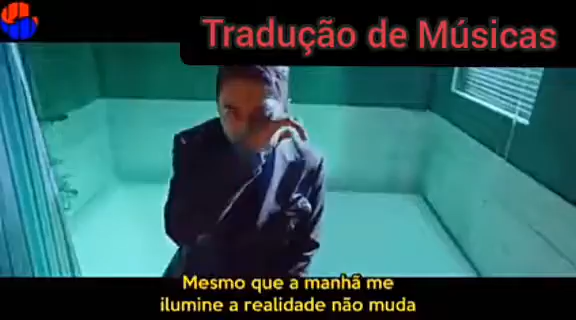 Tradução de Músicas
Mesmo que a manhã me
ilumine a realidade não muda